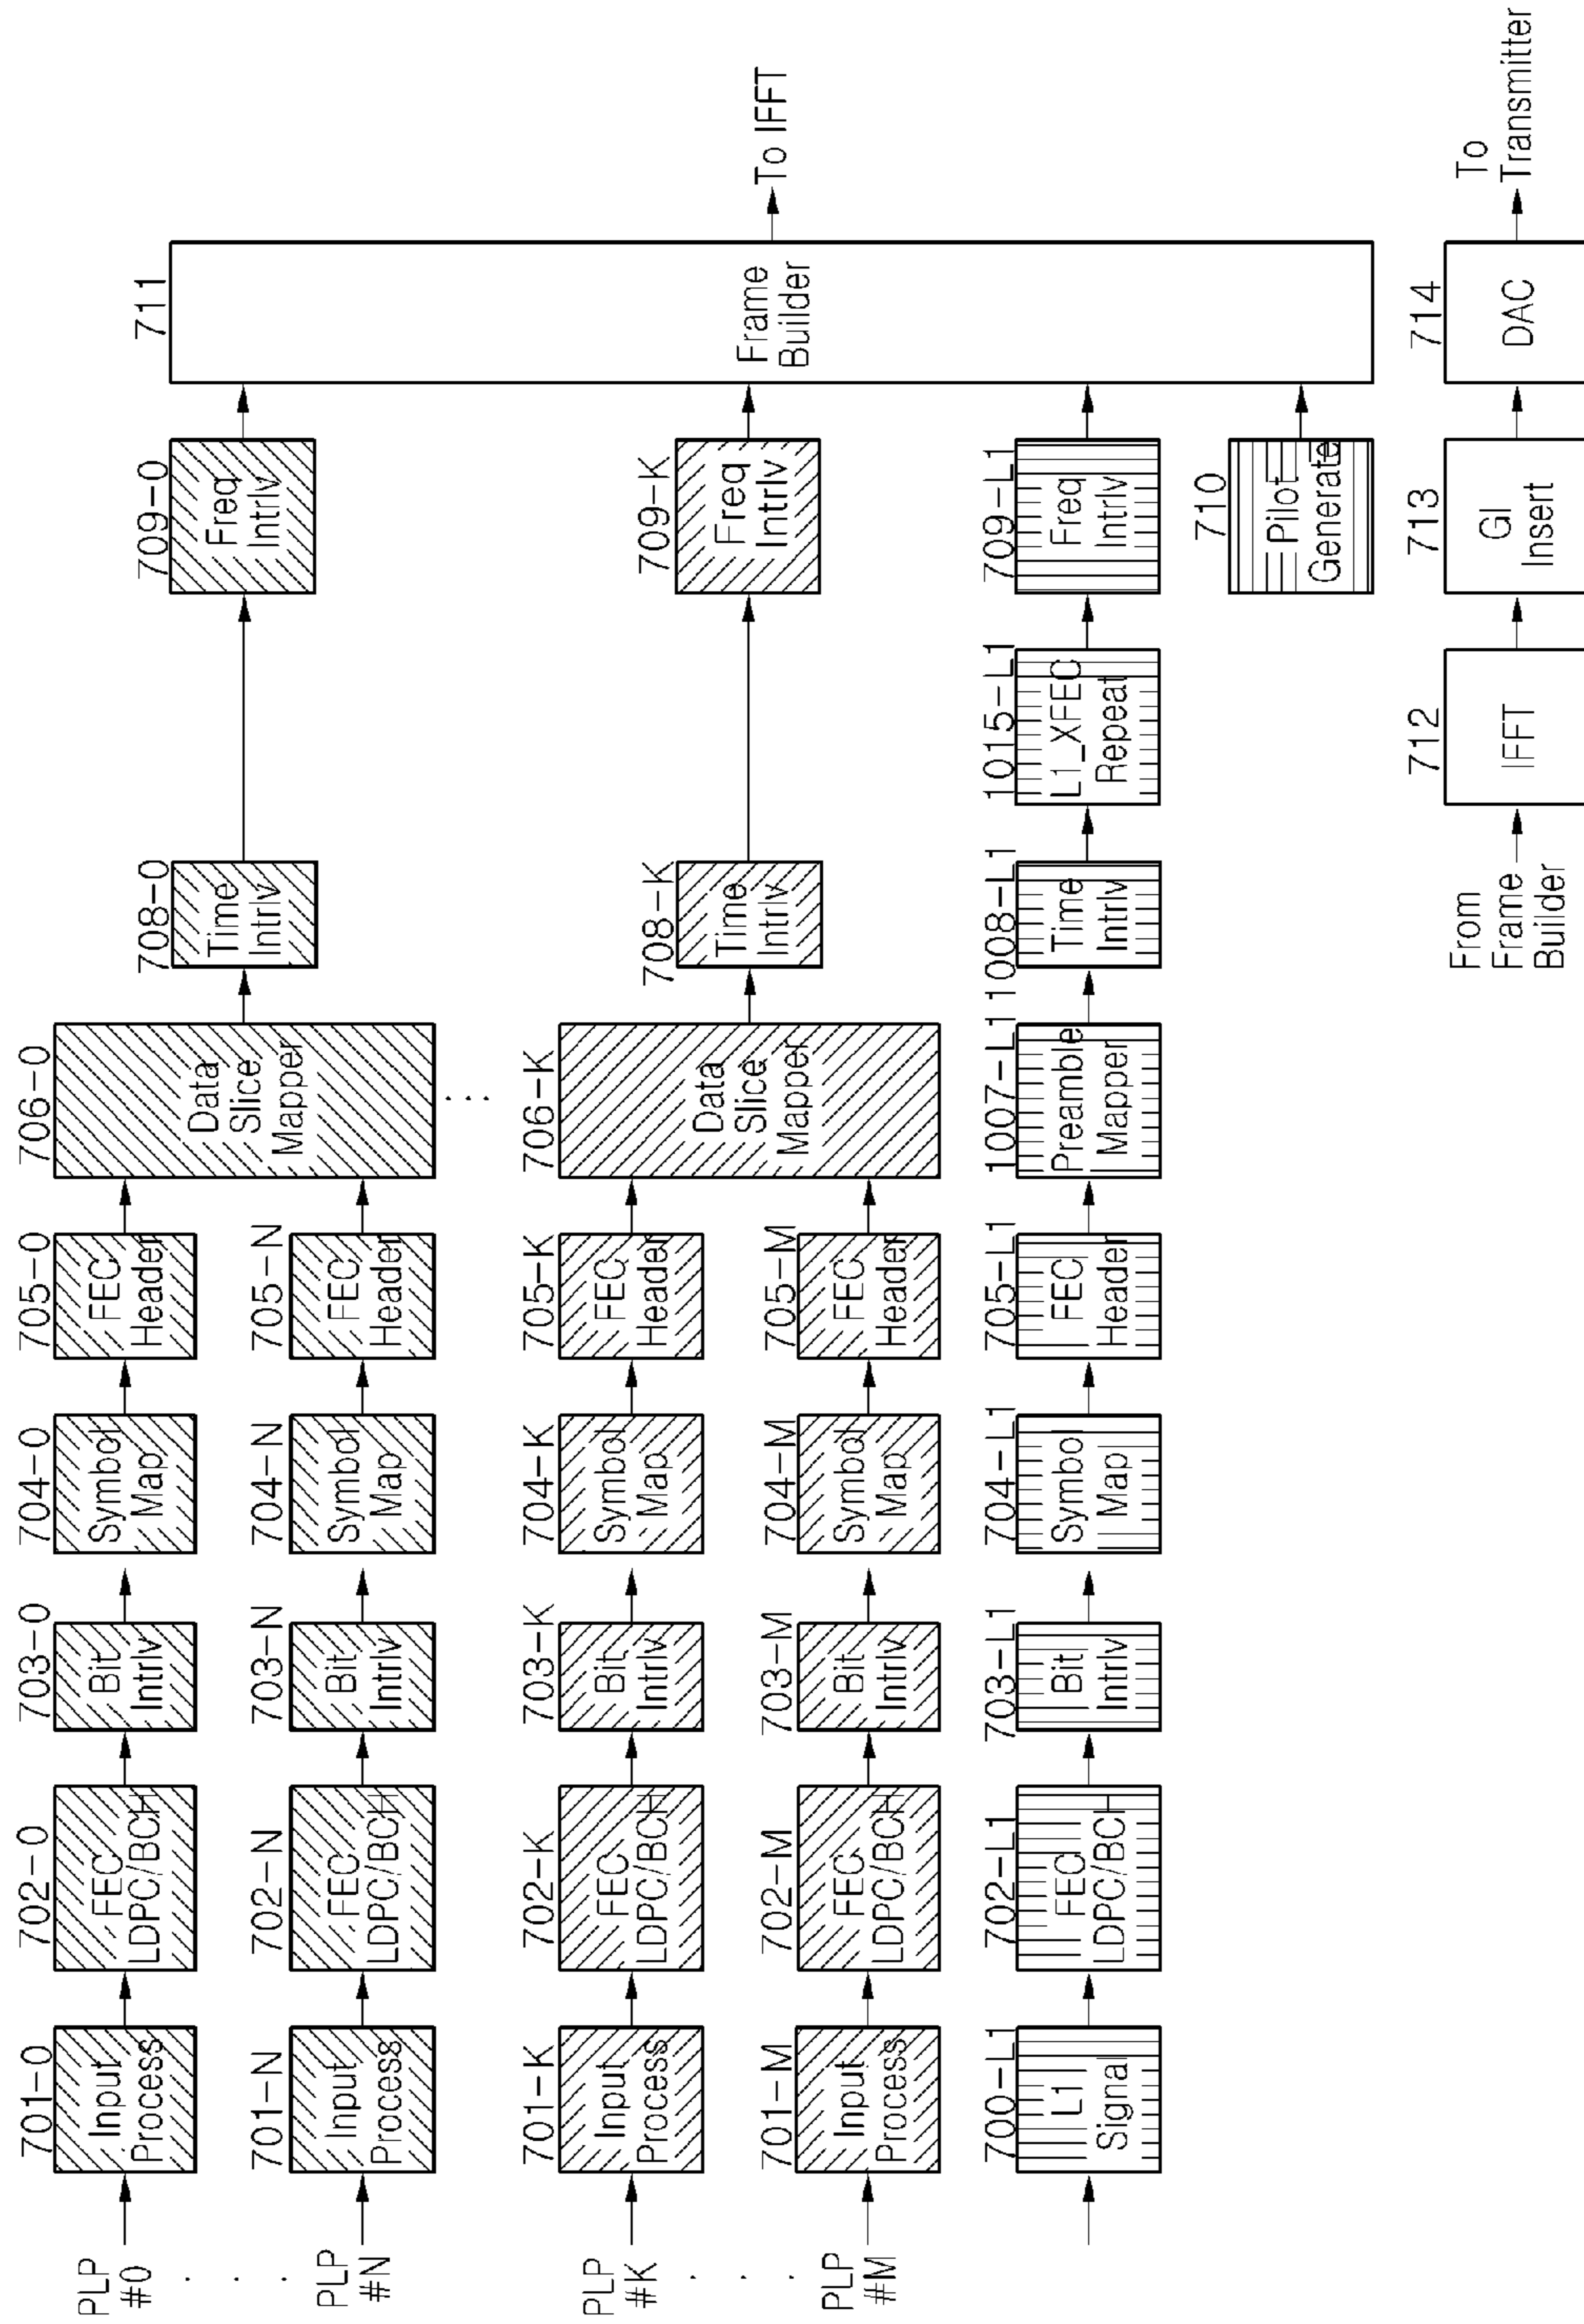 701-0
702-0
703-0
704-0
705-0
706-0
708-0
709-0
711
PLP
#0
Input
Process
FEC
LDPC/BCH
Bit
Intrlv
Symbol
Map
FEC
Header
Data
Slice
Mapper
Time
Intrlv
Freq
Intrlv
Frame
Builder
To IFFT
701-N
702-N
703-N
704-N
705-N
PLP
#N
Input
Process
FEC
LDPC/BCH
Bit
Intrlv
Symbol
Map
FEC
Header
701-K
702-K
703-K
704-K
705-K
706-K
708-K
709-K
PLP
#K
Input
Process
FEC
LDPC/BCH
Bit
Intrlv
Symbol
Map
FEC
Header
Data
Slice
Mapper
Time
Intrlv
Freq
Intrlv
701-M
702-M
703-M
704-M
705-M
PLP
#M
Input
Process
FEC
LDPC/BCH
Bit
Intrlv
Symbol
Map
FEC
Header
700-L1
702-L1
703-L1
704-L1
705-L1
1007-L1
1008-L1
1015-L1
709-L1
L1
Signal
FEC
LDPC/BCH
Bit
Intrlv
Symbol
Map
FEC
Header
Preamble
Mapper
Time
Intrlv
L1_XFEC
Repeat
Freq
Intrlv
710
Pilot
Generate
712
713
714
From
Frame
Builder
IFFT
GI
Insert
DAC
To
Transmitter